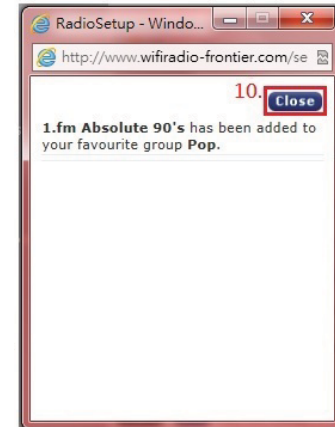 RadioSetup - Windo...
http://www.wifiradio-frontier.com/se
10.
Close
1.fm Absolute 90's has been added to
your favourite group Pop.